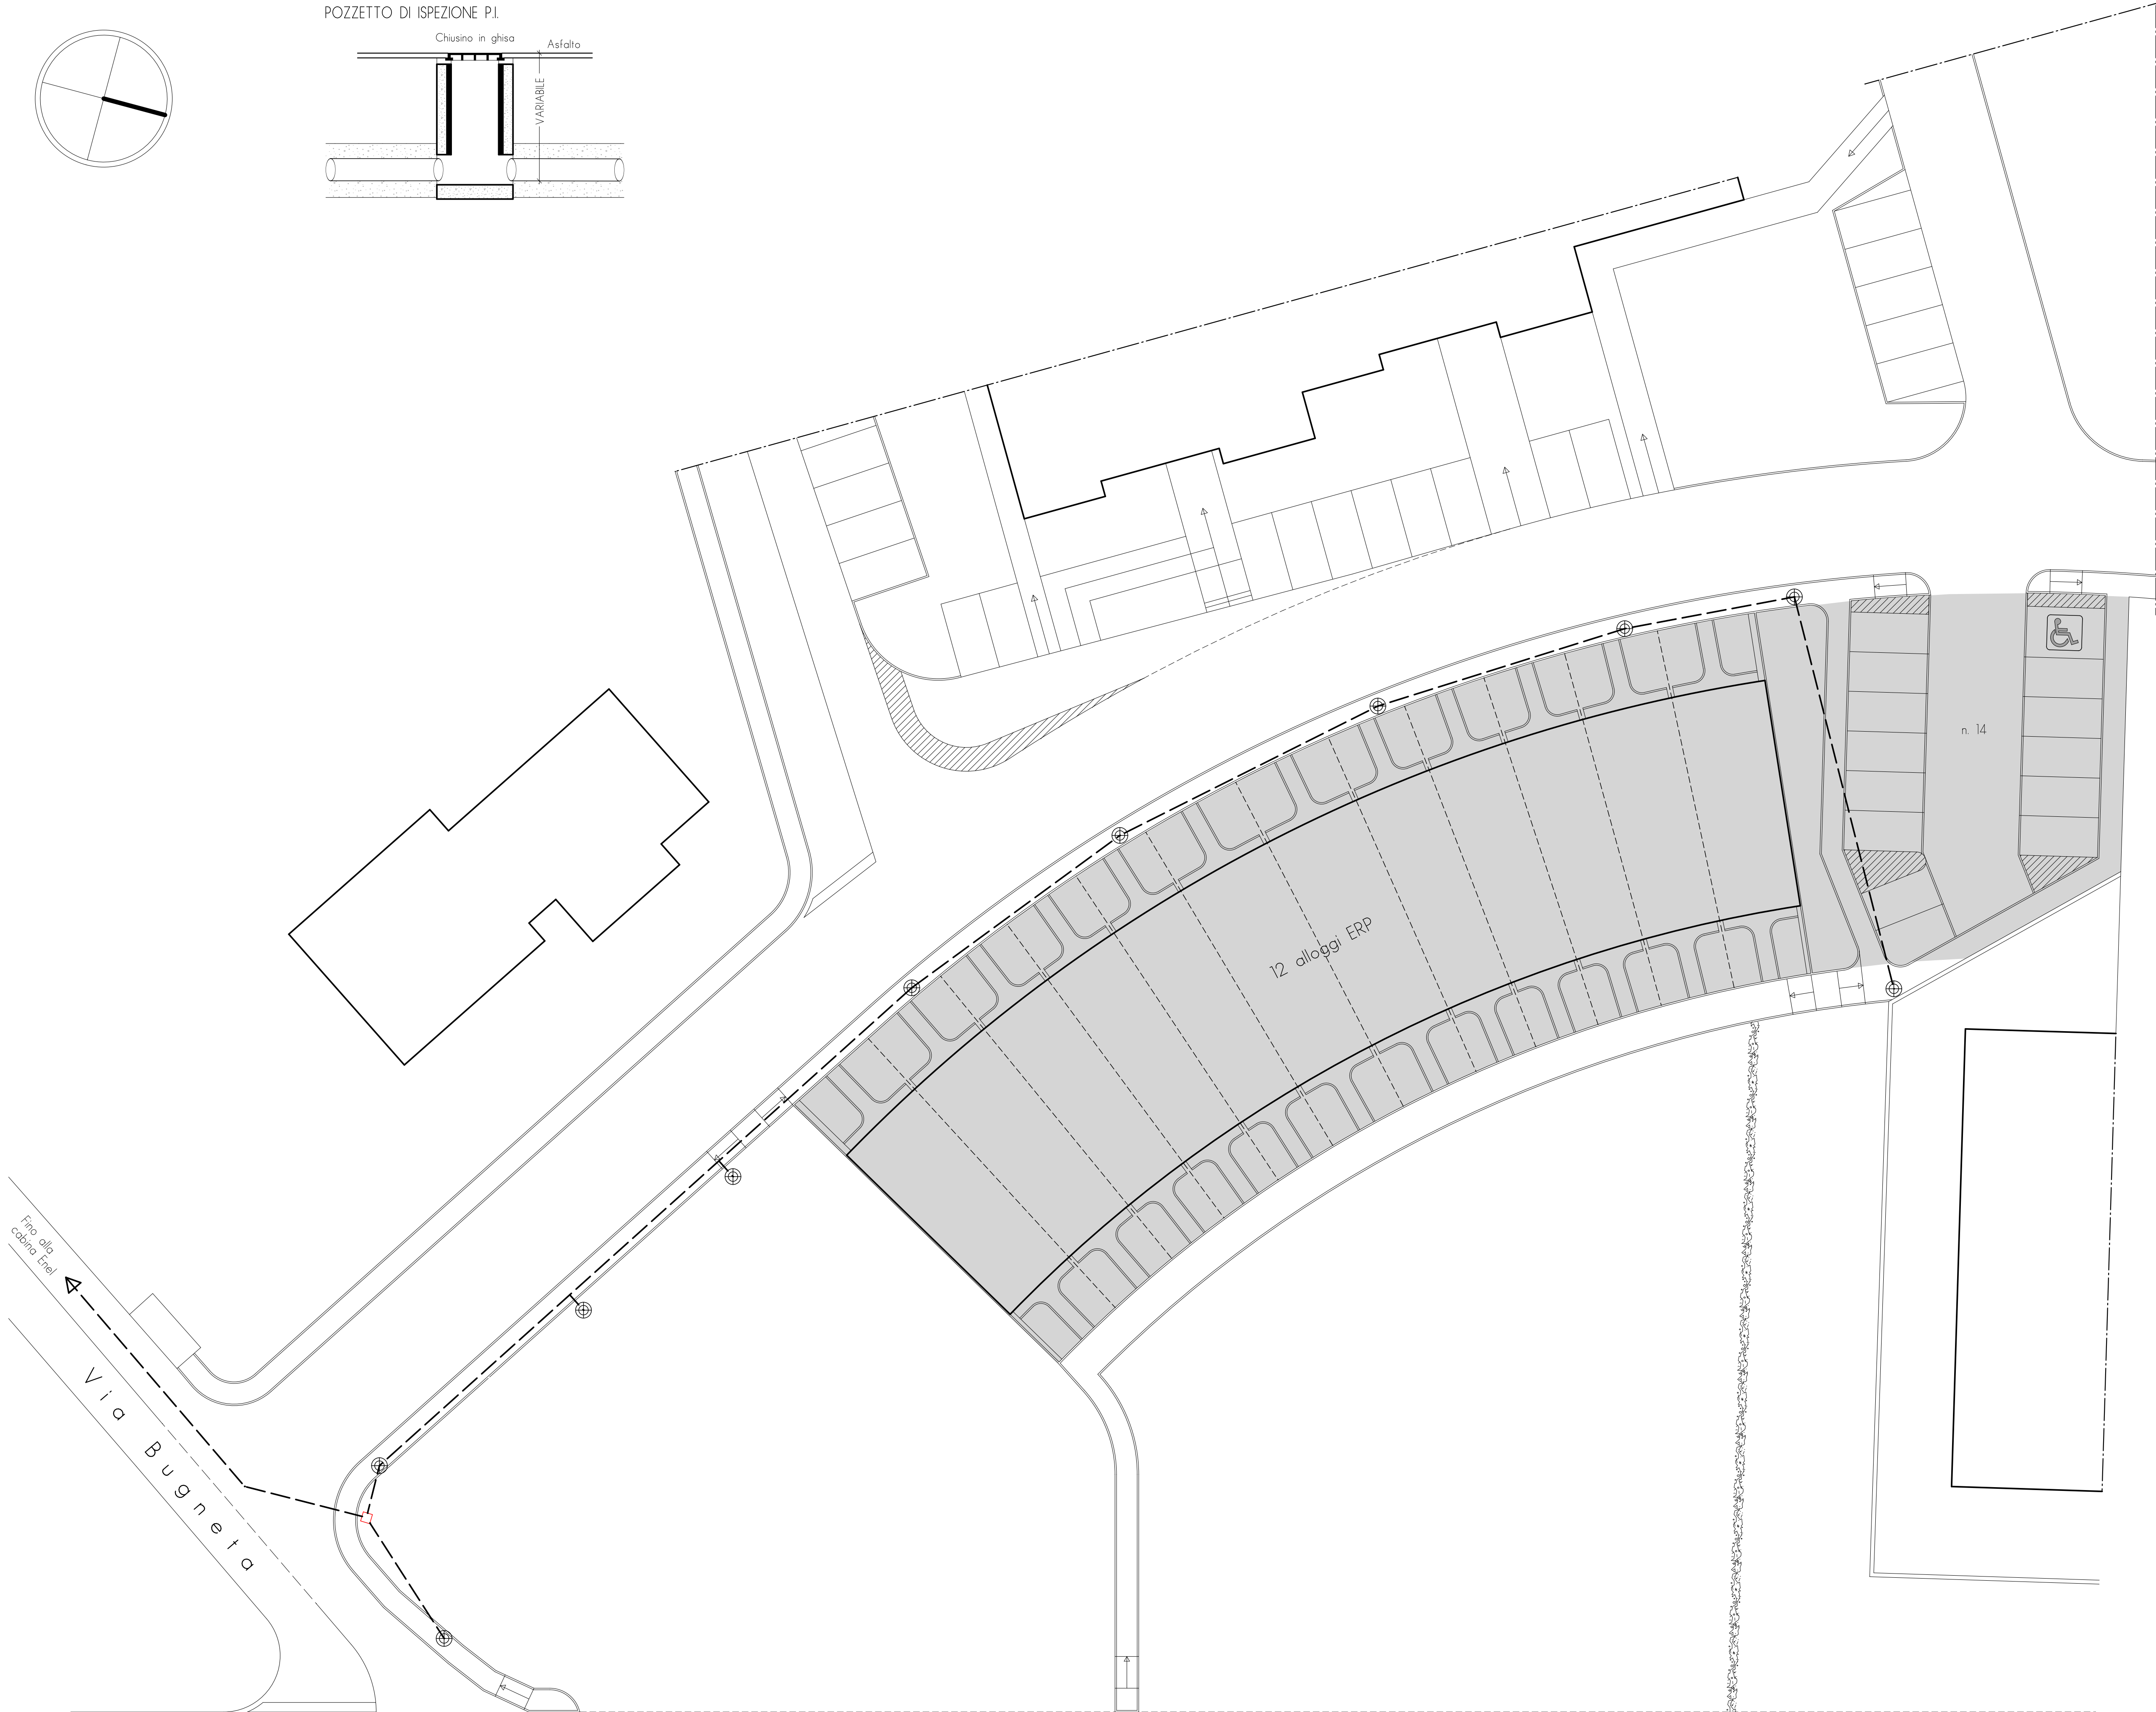 POZZETTO DI ISPEZIONE P.I.
Chiusino in ghisa
Asfalto
VARIABILE
n. 14
12 alloggi ERP
Fino alla
cabina Enel
Via Bugneta